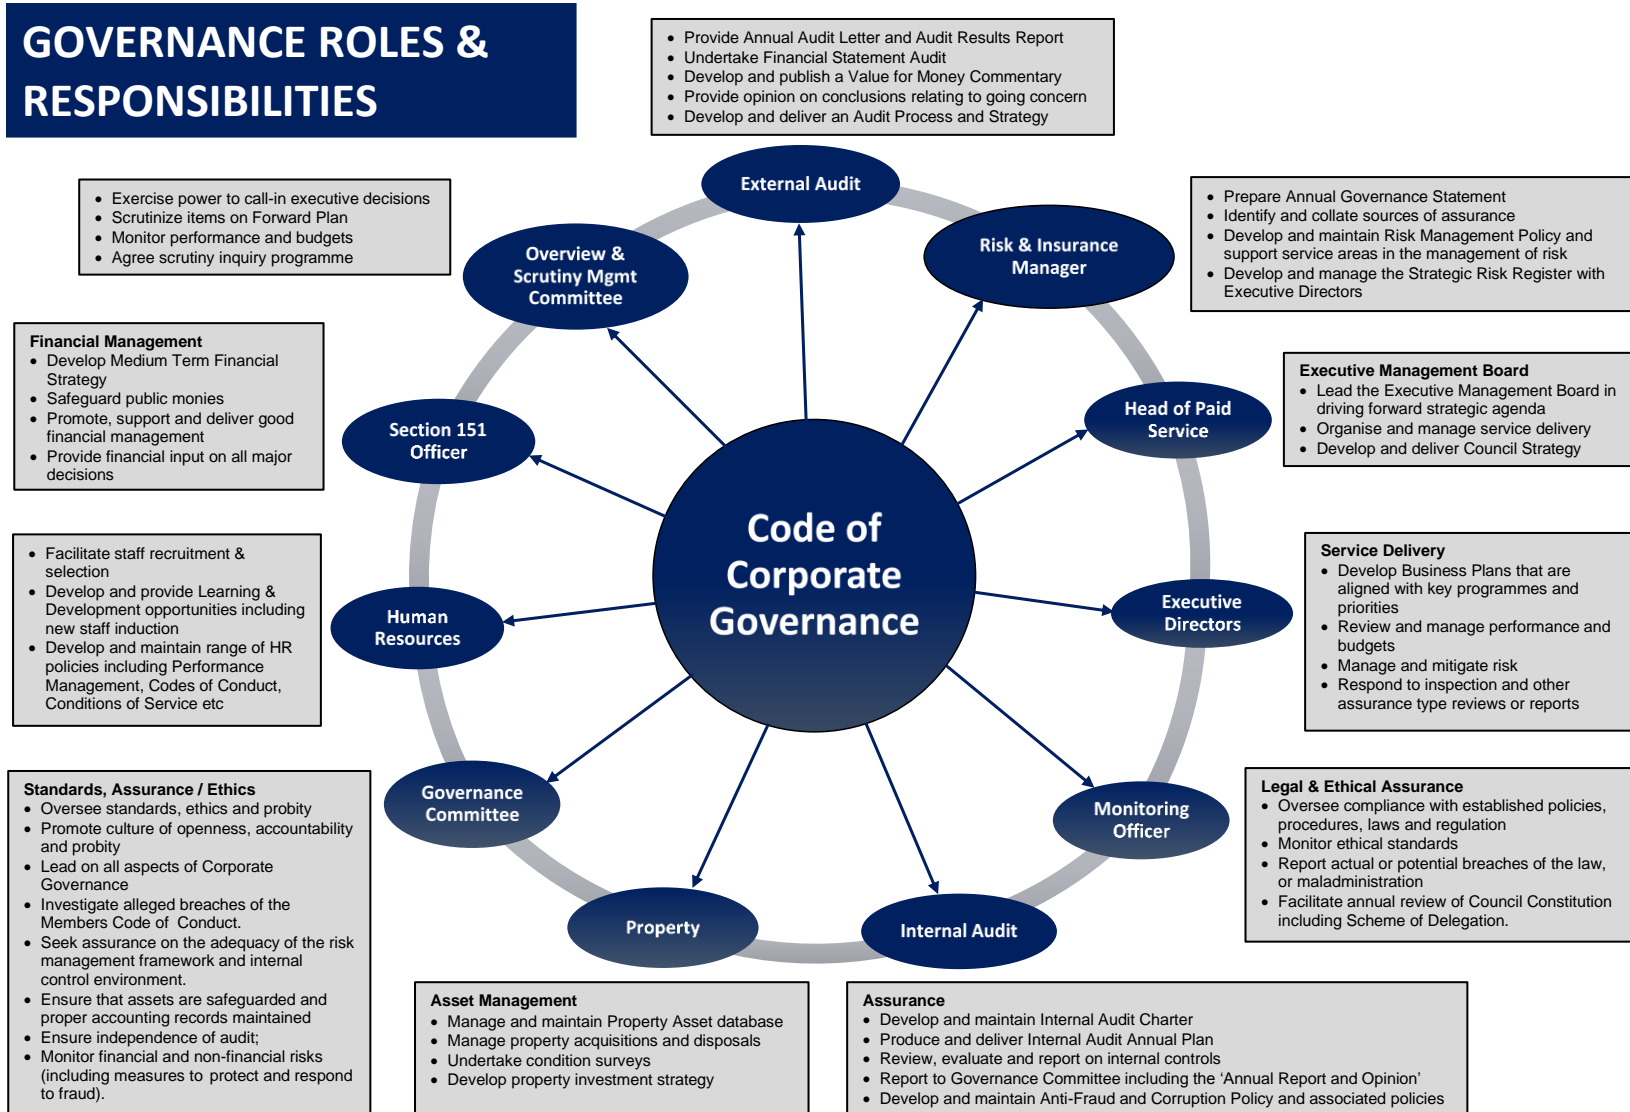 GOVERNANCE ROLES &
RESPONSIBILITIES
• Provide Annual Audit Letter and Audit Results Report
• Undertake Financial Statement Audit
• Develop and publish a Value for Money Commentary
• Provide opinion on conclusions relating to going concern
• Develop and deliver an Audit Process and Strategy
External Audit
• Exercise power to call-in executive decisions
• Scrutinize items on Forward Plan
• Monitor performance and budgets
• Agree scrutiny inquiry programme
Overview &
Scrutiny Mgmt
Committee
Risk & Insurance
Manager
• Prepare Annual Governance Statement
• Identify and collate sources of assurance
• Develop and maintain Risk Management Policy and
support service areas in the management of risk
• Develop and manage the Strategic Risk Register with
Executive Directors
Financial Management
• Develop Medium Term Financial
Strategy
• Safeguard public monies
• Promote, support and deliver good
financial management
• Provide financial input on all major
decisions
Section 151
Officer
Head of Paid
Service
Executive Management Board
• Lead the Executive Management Board in
driving forward strategic agenda
• Organise and manage service delivery
• Develop and deliver Council Strategy
Code of
Corporate
Governance
• Facilitate staff recruitment &
selection
• Develop and provide Learning &
Development opportunities including
new staff induction
• Develop and maintain range of HR
policies including Performance
Management, Codes of Conduct,
Conditions of Service etc
Human
Resources
Executive
Directors
Service Delivery
• Develop Business Plans that are
aligned with key programmes and
priorities
• Review and manage performance and
budgets
• Manage and mitigate risk
• Respond to inspection and other
assurance type reviews or reports
Standards, Assurance / Ethics
• Oversee standards, ethics and probity
• Promote culture of openness, accountability
and probity
• Lead on all aspects of Corporate
Governance
• Investigate alleged breaches of the
Members Code of Conduct.
• Seek assurance on the adequacy of the risk
management framework and internal
control environment.
• Ensure that assets are safeguarded and
proper accounting records maintained
• Ensure independence of audit;
• Monitor financial and non-financial risks
(including measures to protect and respond
to fraud).
Governance
Committee
Monitoring
Officer
Legal & Ethical Assurance
• Oversee compliance with established policies,
procedures, laws and regulation
• Monitor ethical standards
• Report actual or potential breaches of the law,
or maladministration
• Facilitate annual review of Council Constitution
including Scheme of Delegation.
Property
Internal Audit
Asset Management
• Manage and maintain Property Asset database
• Manage property acquisitions and disposals
• Undertake condition surveys
• Develop property investment strategy
Assurance
• Develop and maintain Internal Audit Charter
• Produce and deliver Internal Audit Annual Plan
• Review, evaluate and report on internal controls
• Report to Governance Committee including the ‘Annual Report and Opinion’
• Develop and maintain Anti-Fraud and Corruption Policy and associated policies